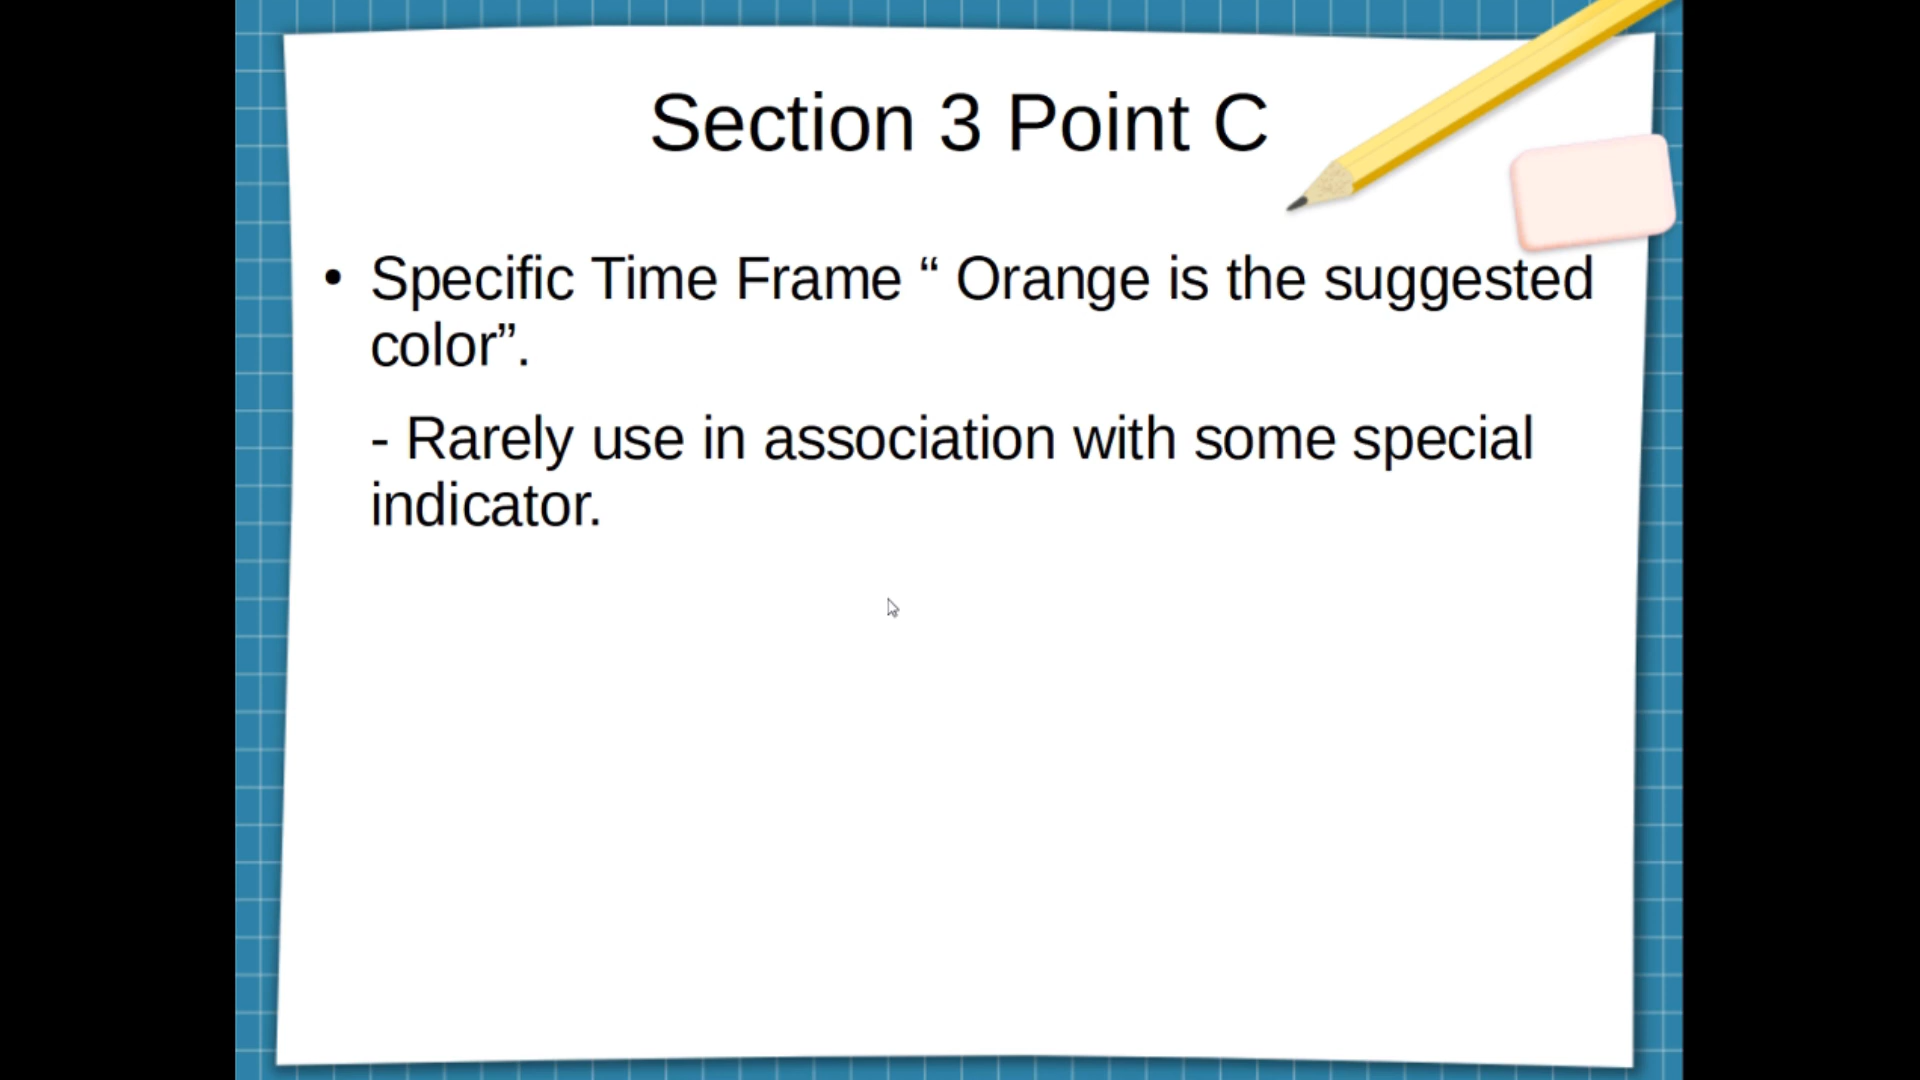 Section 3 Point C
• Specific Time Frame “ Orange is the suggested
color”.
- Rarely use in association with some special
indicator.